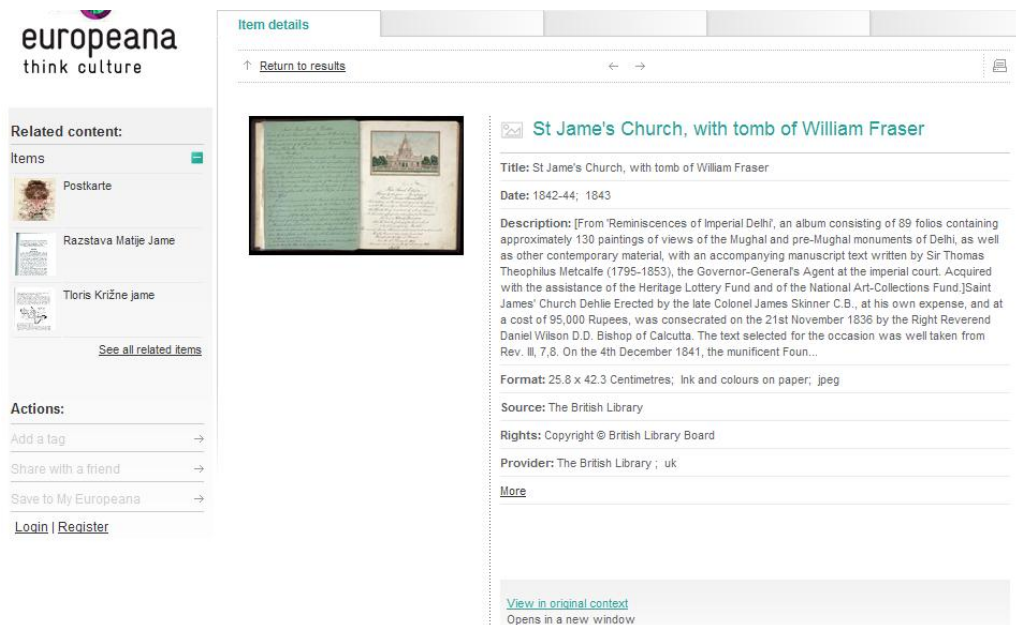 europeana
think culture
Related content:
Items
Postkarte
Razstava Matije Jame
Tloris Križne jame
See all related items
Actions:
Add a tag
Share with a friend
Save to My Europeana
Login | Register
Item details
Return to results
St Jame's Church, with tomb of William Fraser
Title: St Jame's Church, with tomb of William Fraser
Date: 1842-44; 1843
Description: [From 'Reminiscences of Imperial Delhi', an album consisting of 89 folios containing
approximately 130 paintings of views of the Mughal and pre-Mughal monuments of Delhi, as well
as other contemporary material, with an accompanying manuscript text written by Sir Thomas
Theophilus Metcalfe (1795-1853), the Governor-General's Agent at the imperial court. Acquired
with the assistance of the Heritage Lottery Fund and of the National Art-Collections Fund.]Saint
James' Church Dehlie Erected by the late Colonel James Skinner C.B., at his own expense, and at
a cost of 95,000 Rupees, was consecrated on the 21st November 1836 by the Right Reverend
Daniel Wilson D.D. Bishop of Calcutta. The text selected for the occasion was well taken from
Rev. III, 7,8. On the 4th December 1841, the munificent Foun...
Format: 25.8 x 42.3 Centimetres; Ink and colours on paper; jpeg
Source: The British Library
Rights: Copyright © British Library Board
Provider: The British Library ; uk
More
View in original context
Opens in a new window